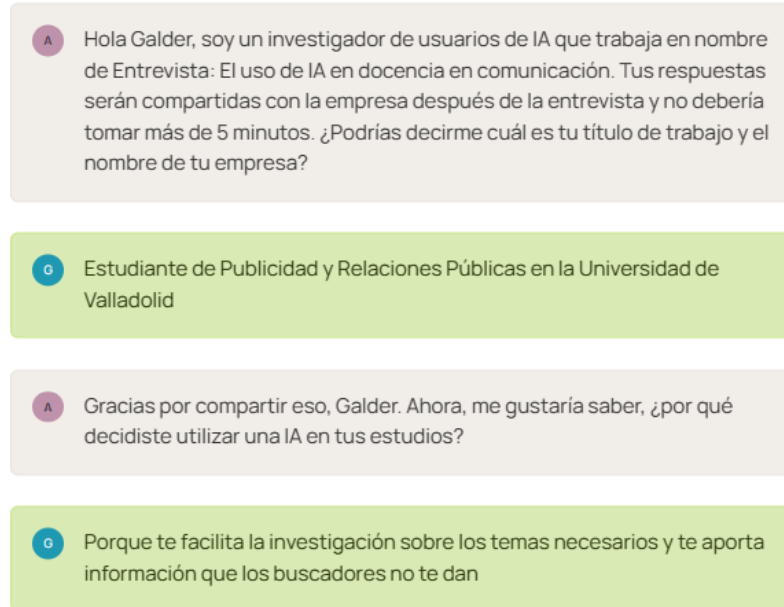 A
Hola Galder, soy un investigador de usuarios de IA que trabaja en nombre
de Entrevista: El uso de IA en docencia en comunicación. Tus respuestas
serán compartidas con la empresa después de la entrevista y no debería
tomar más de 5 minutos. ¿Podrías decirme cuál es tu título de trabajo y el
nombre de tu empresa?
G
Estudiante de Publicidad y Relaciones Públicas en la Universidad de
Valladolid
A
Gracias por compartir eso, Galder. Ahora, me gustaría saber, ¿por qué
decidiste utilizar una IA en tus estudios?
G
Porque te facilita la investigación sobre los temas necesarios y te aporta
información que los buscadores no te dan